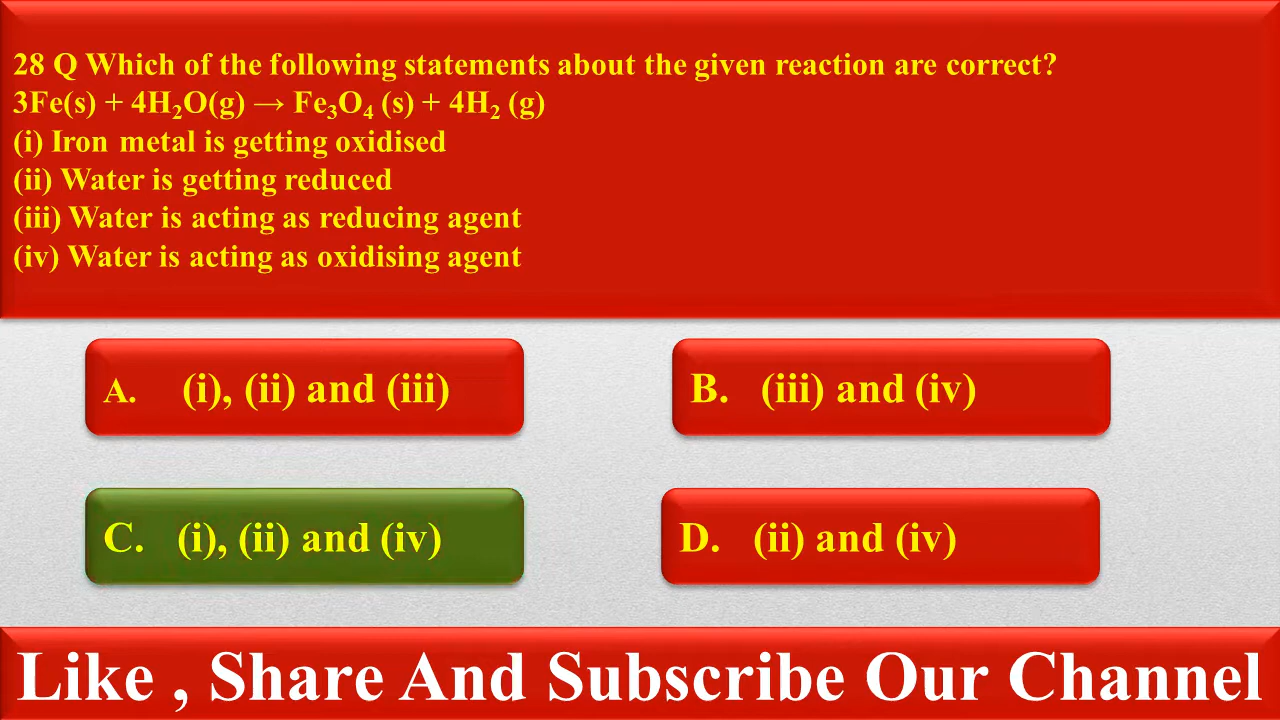 28 Q Which of the following statements about the given reaction are correct?
3Fe(s) + 4H₂O(g) → Fe₃O₄ (s) + 4H₂ (g)
(i) Iron metal is getting oxidised
(ii) Water is getting reduced
(iii) Water is acting as reducing agent
(iv) Water is acting as oxidising agent
A. (i), (ii) and (iii)
B. (iii) and (iv)
C. (i), (ii) and (iv)
D. (ii) and (iv)
Like , Share And Subscribe Our Channel